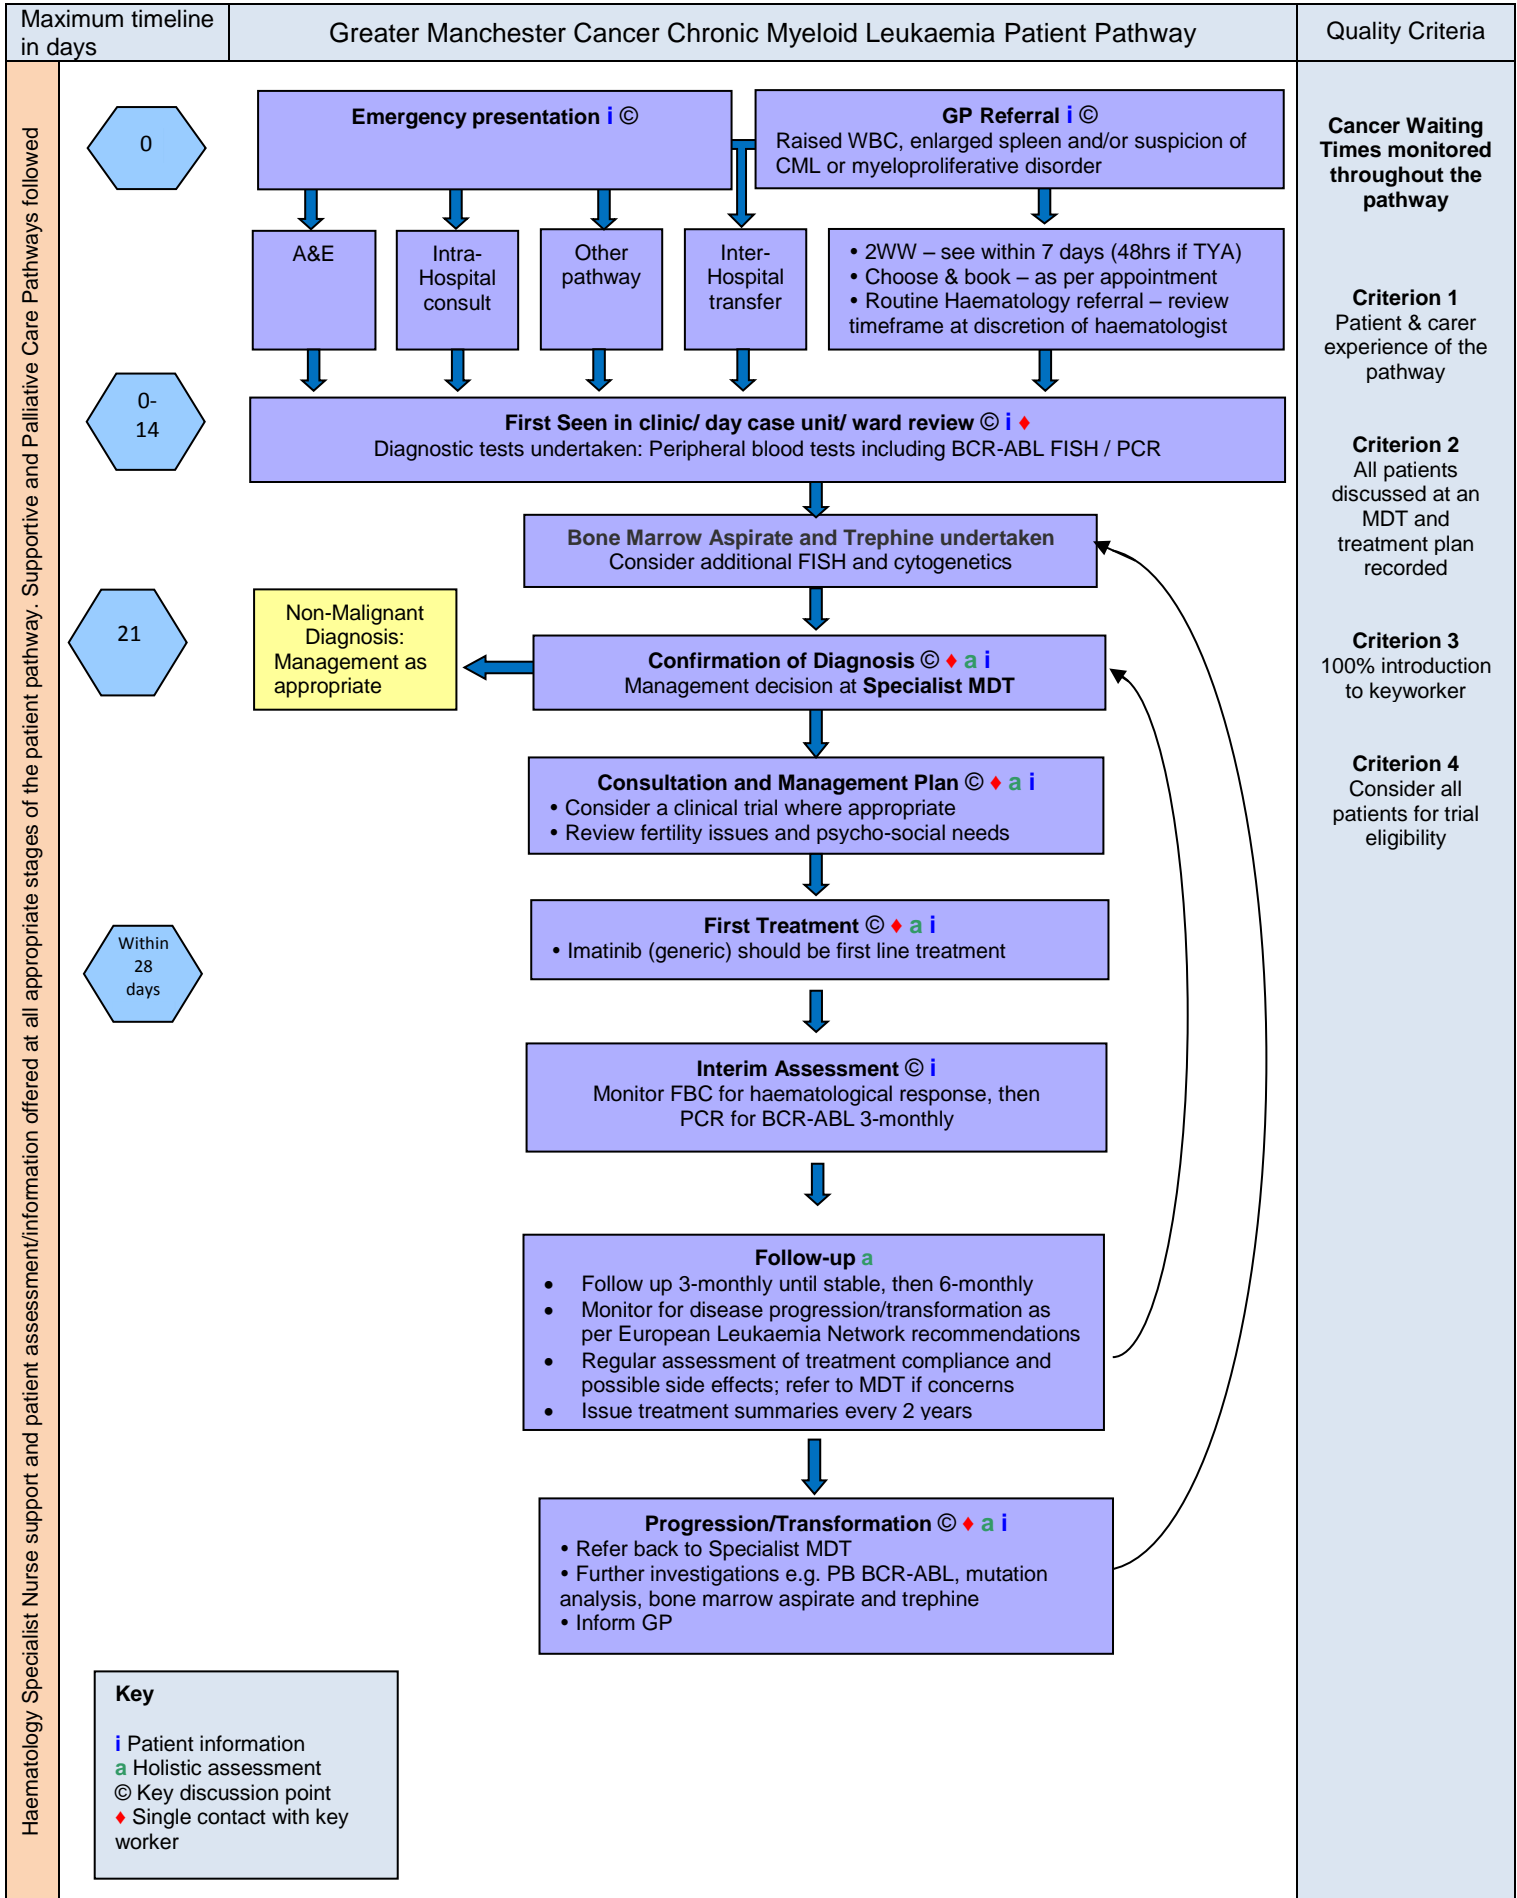 Maximum timeline
in days
Greater Manchester Cancer Chronic Myeloid Leukaemia Patient Pathway
Quality Criteria
Haematology Specialist Nurse support and patient assessment/information offered at all appropriate stages of the patient pathway. Supportive and Palliative Care Pathways followed
0
Emergency presentation i ©
GP Referral i ©
Raised WBC, enlarged spleen and/or suspicion of
CML or myeloproliferative disorder
A&E
Intra-
Hospital
consult
Other
pathway
Inter-
Hospital
transfer
• 2WW – see within 7 days (48hrs if TYA)
• Choose & book – as per appointment
• Routine Haematology referral – review
timeframe at discretion of haematologist
0-
14
First Seen in clinic/ day case unit/ ward review © i ♦
Diagnostic tests undertaken: Peripheral blood tests including BCR-ABL FISH / PCR
Bone Marrow Aspirate and Trephine undertaken
Consider additional FISH and cytogenetics
21
Non-Malignant
Diagnosis:
Management as
appropriate
Confirmation of Diagnosis © ♦ a i
Management decision at Specialist MDT
Consultation and Management Plan © ♦ a i
• Consider a clinical trial where appropriate
• Review fertility issues and psycho-social needs
Within
28
days
First Treatment © ♦ a i
• Imatinib (generic) should be first line treatment
Interim Assessment © i
Monitor FBC for haematological response, then
PCR for BCR-ABL 3-monthly
Follow-up a
• Follow up 3-monthly until stable, then 6-monthly
• Monitor for disease progression/transformation as
per European Leukaemia Network recommendations
• Regular assessment of treatment compliance and
possible side effects; refer to MDT if concerns
• Issue treatment summaries every 2 years
Progression/Transformation © ♦ a i
• Refer back to Specialist MDT
• Further investigations e.g. PB BCR-ABL, mutation
analysis, bone marrow aspirate and trephine
• Inform GP
Key
i Patient information
a Holistic assessment
© Key discussion point
♦ Single contact with key
worker
Cancer Waiting
Times monitored
throughout the
pathway
Criterion 1
Patient & carer
experience of the
pathway
Criterion 2
All patients
discussed at an
MDT and
treatment plan
recorded
Criterion 3
100% introduction
to keyworker
Criterion 4
Consider all
patients for trial
eligibility